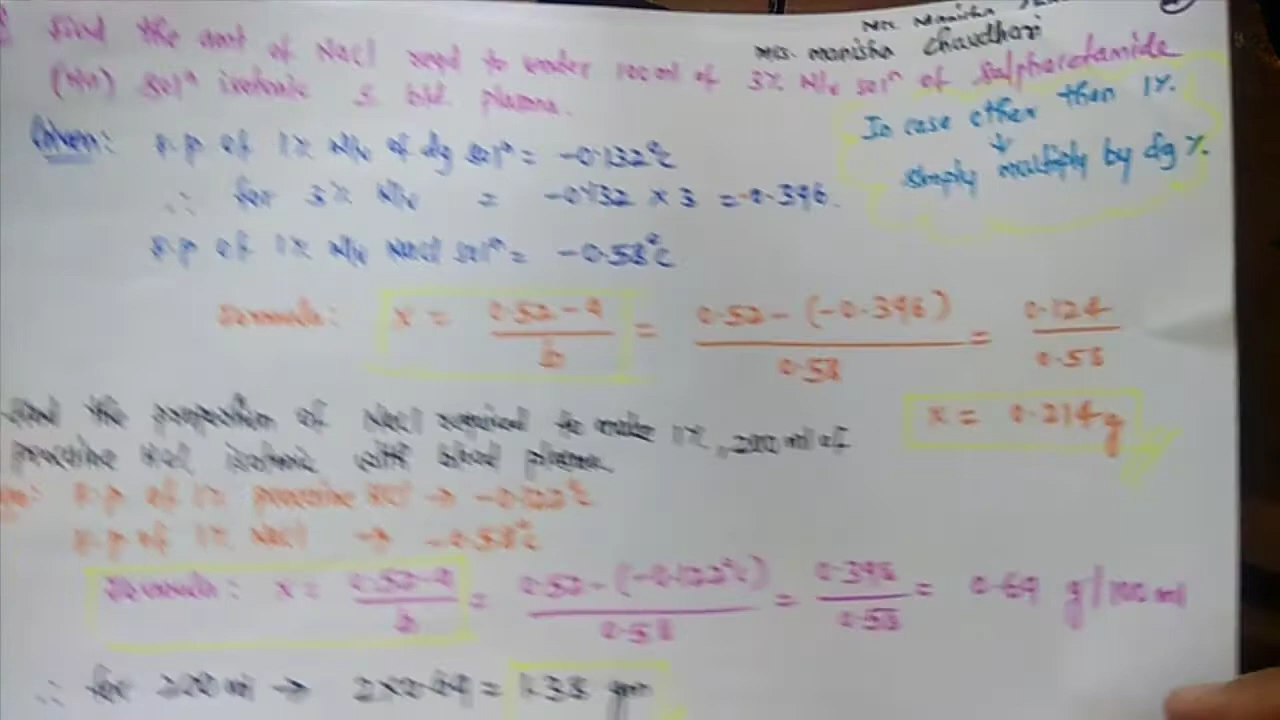 Mrs. Manisha Chaudhari
Find the amt of NaCl reqd to render 100 ml of 3% W/V solⁿ of Sulphacetamide
(Na) solⁿ isotonic c̄ bld plasma.
In case other then 1%.
↓
simply multiply by dg %.
Given: F.P of 1% W/V of dg solⁿ = -0.132°C
∴ for 3% W/V = -0.132 × 3 = -0.396.
F.P of 1% W/V NaCl solⁿ = -0.58°C
Formula: x = 0.52-a / b = 0.52-(-0.396) / 0.58 = 0.124 / 0.58
x = 0.214g
Find the proportion of NaCl required to make 1%, 200 ml of
procaine HCl isotonic with blood plasma.
F.P of 1% procaine HCl → -0.122°C
F.P of 1% NaCl → -0.58°C
Formula: x = 0.52-a / b = 0.52-(-0.122°C) / 0.58 = 0.398 / 0.58 = 0.69 g/100 ml
∴ for 200 ml → 2×0.69 = 1.38 gm